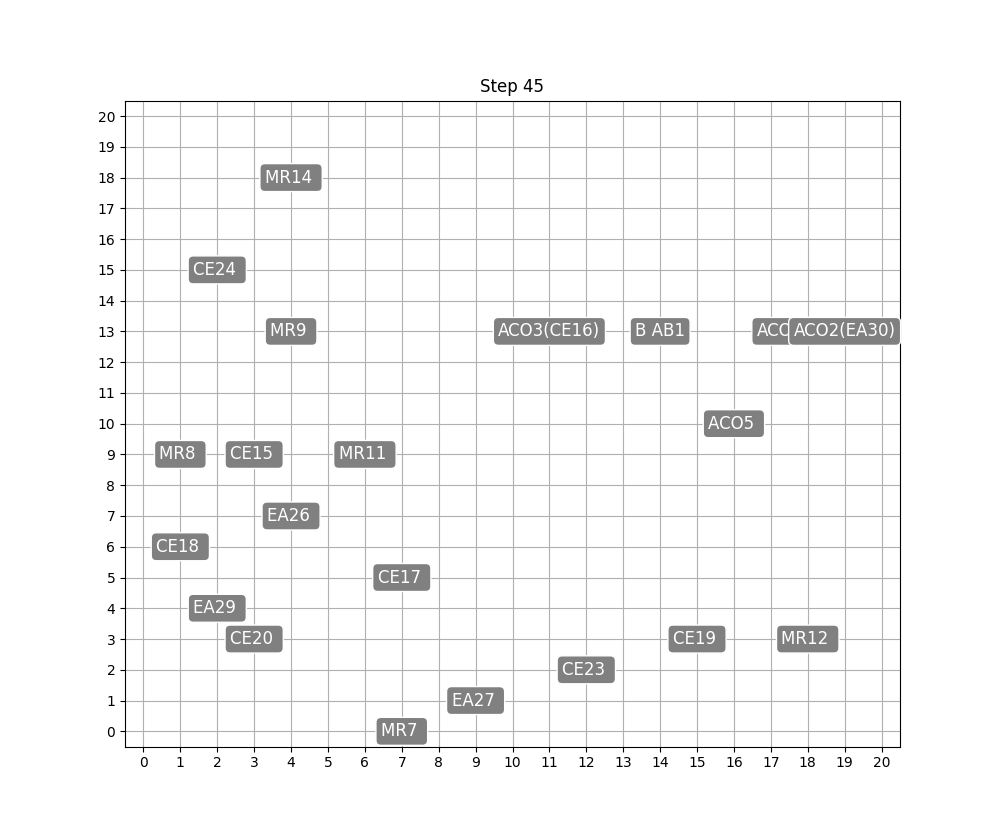 Step 45
20
19
18 MR14
17
16
15 CE24
14
13 MR9 ACO3(CE16) B AB1 ACO2(EA30)
12
11
10 ACO5
9 MR8 CE15 MR11
8
7 EA26
6 CE18
5 CE17
4 EA29
3 CE20 CE19 MR12
2 CE23
1 EA27
0 MR7
0 1 2 3 4 5 6 7 8 9 10 11 12 13 14 15 16 17 18 19 20